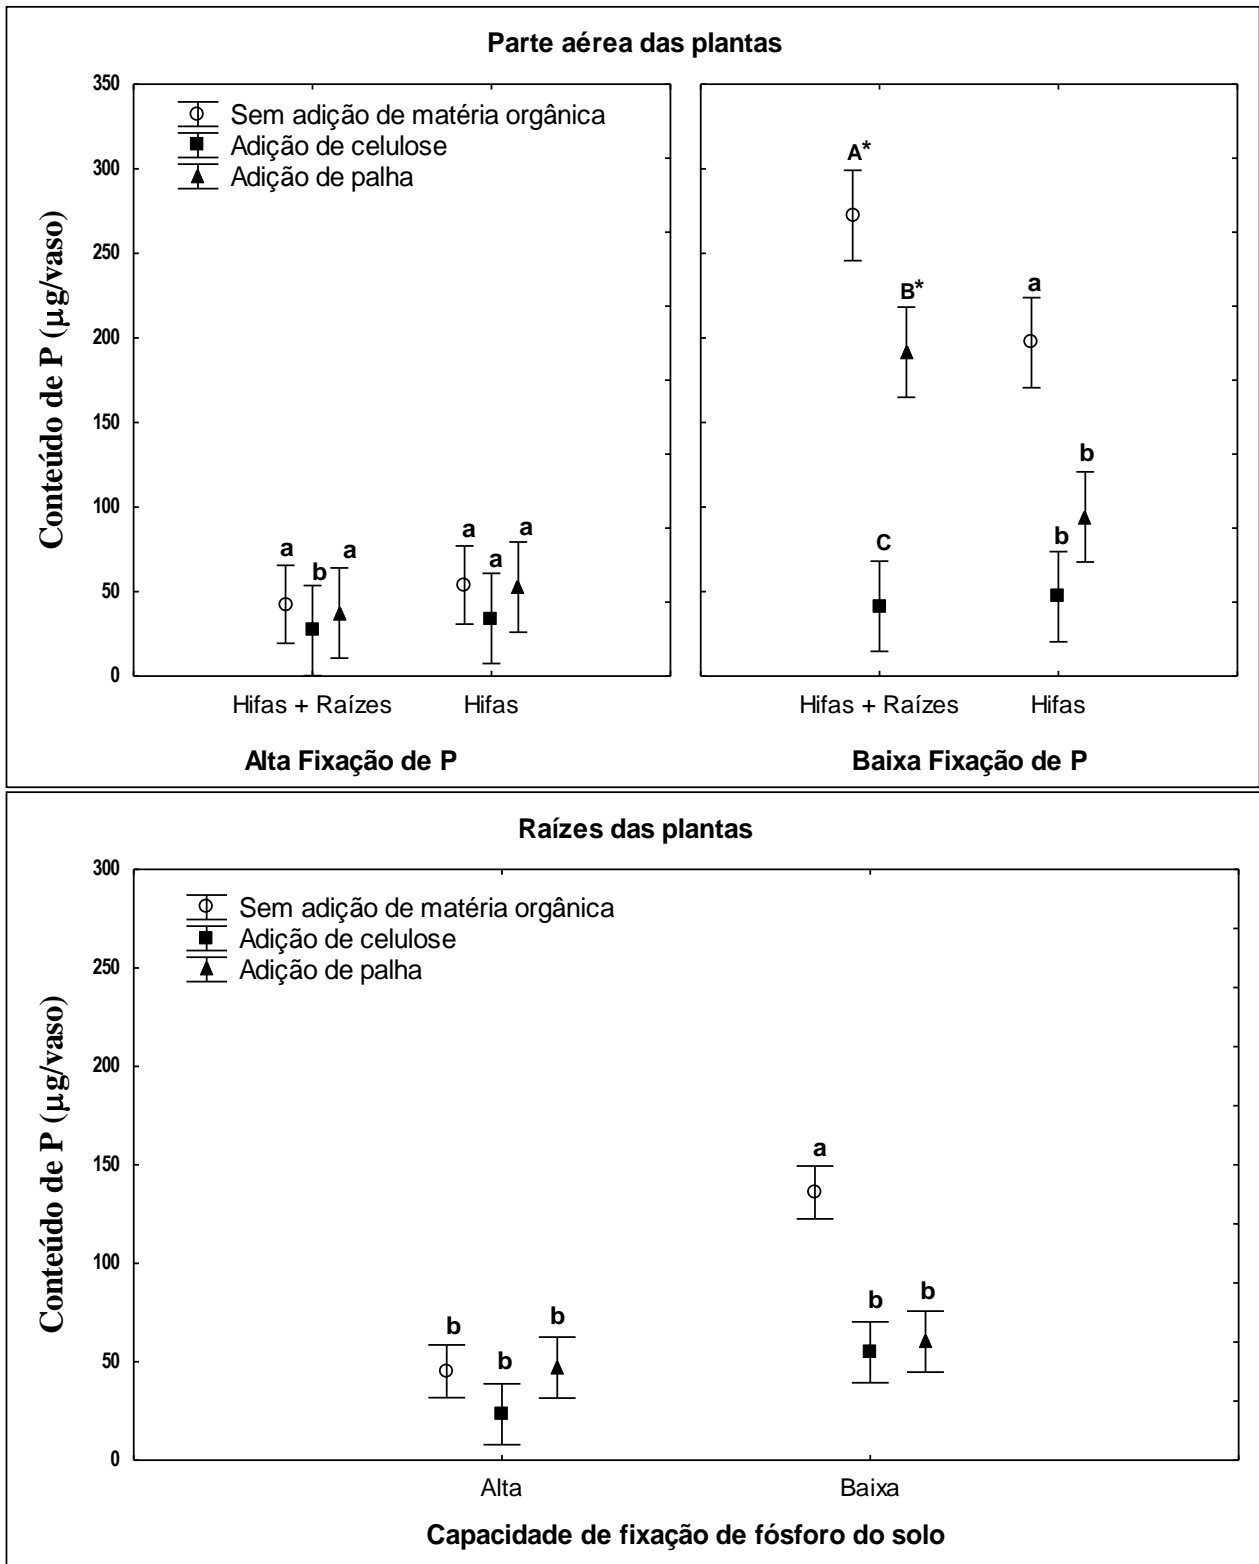 Parte aérea das plantas
Conteúdo de P (µg/vaso)
350
300
250
200
150
100
50
0
Sem adição de matéria orgânica
Adição de celulose
Adição de palha
a
b
a
a
a
a
Hifas + Raízes
Hifas
Alta Fixação de P
A*
B*
C
a
b
b
Hifas + Raízes
Hifas
Baixa Fixação de P
Raízes das plantas
Conteúdo de P (µg/vaso)
300
250
200
150
100
50
0
Sem adição de matéria orgânica
Adição de celulose
Adição de palha
b
b
b
a
b
b
Alta
Baixa
Capacidade de fixação de fósforo do solo